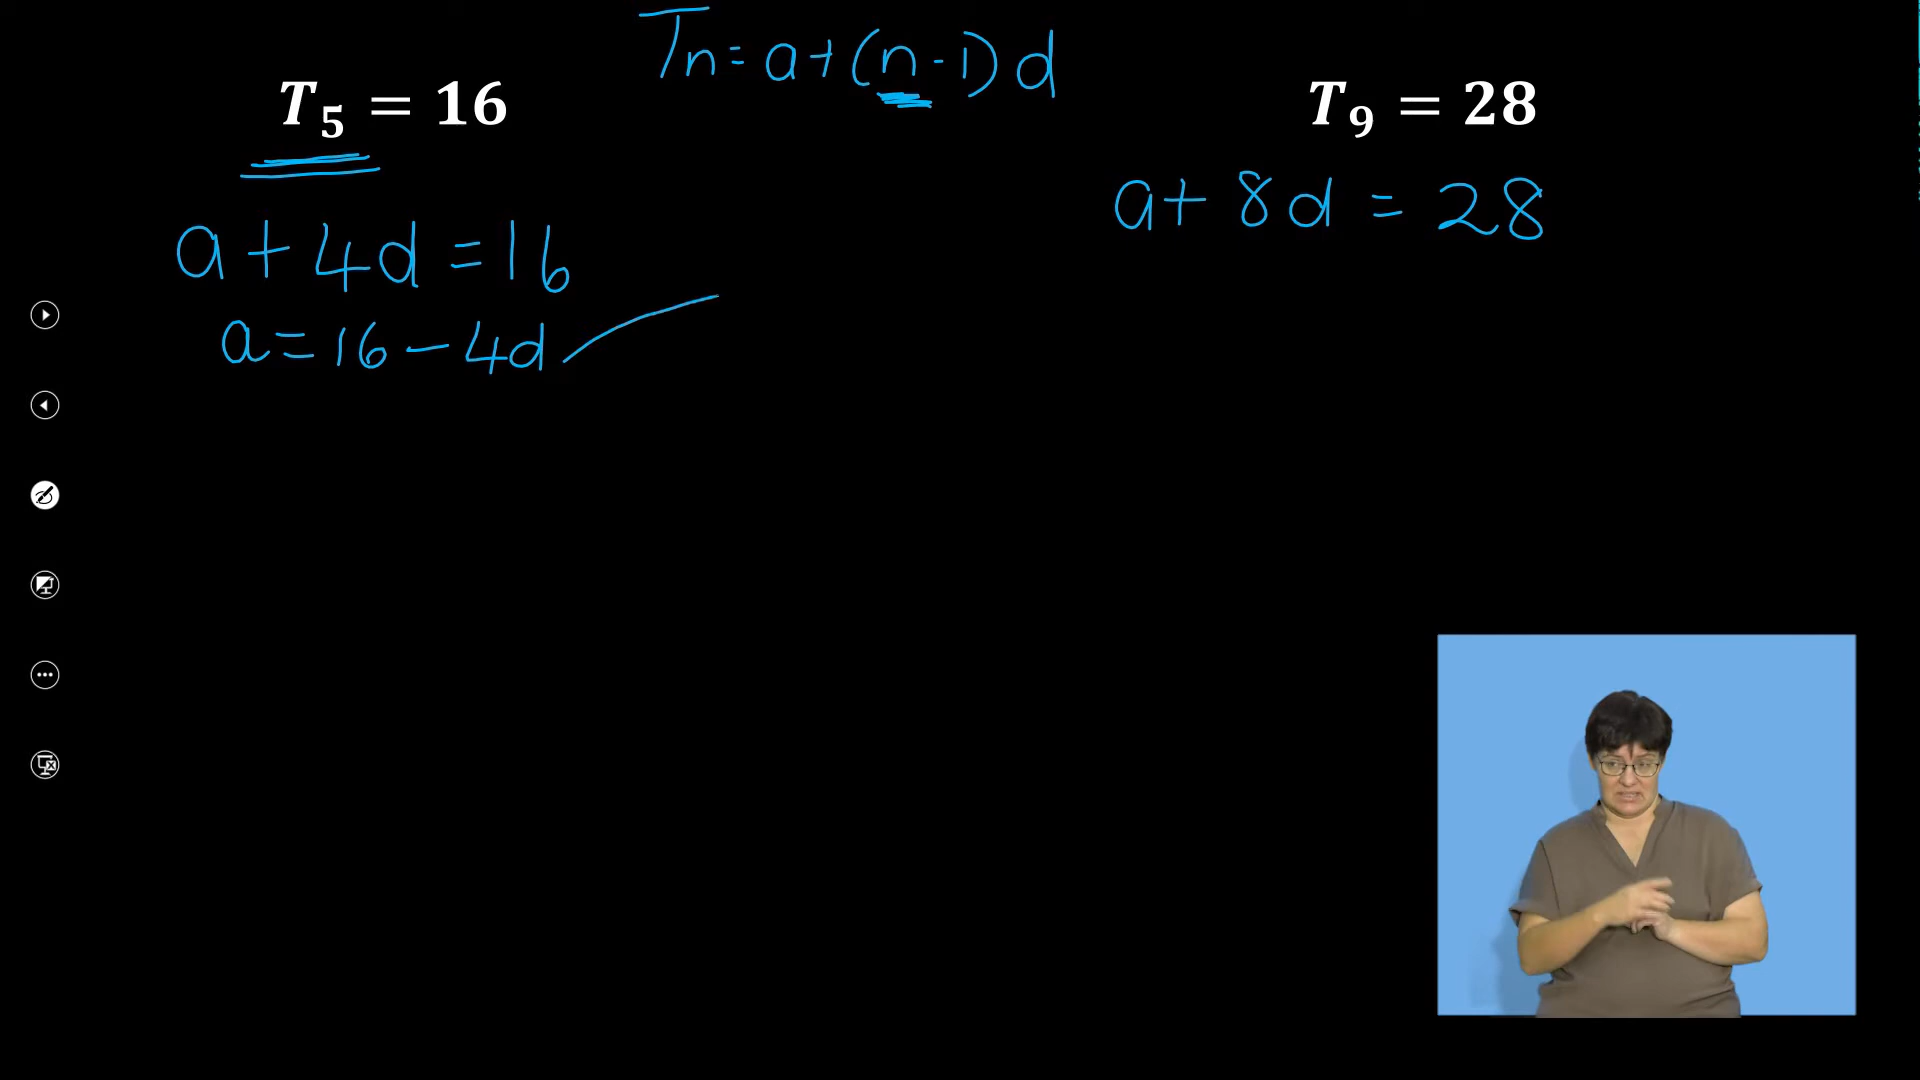 Tn = a + (n - 1) d
T₅ = 16
a + 4d = 16
a = 16 - 4d
T₉ = 28
a + 8d = 28